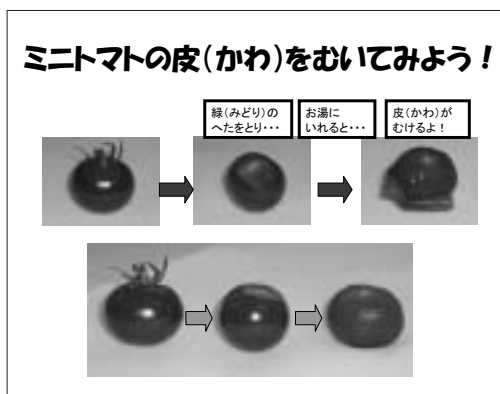 ミニトマトの皮(かわ)をむいてみよう！
緑(みどり)の
へたをとり・・・
お湯に
いれると・・・
皮(かわ)が
むけるよ！